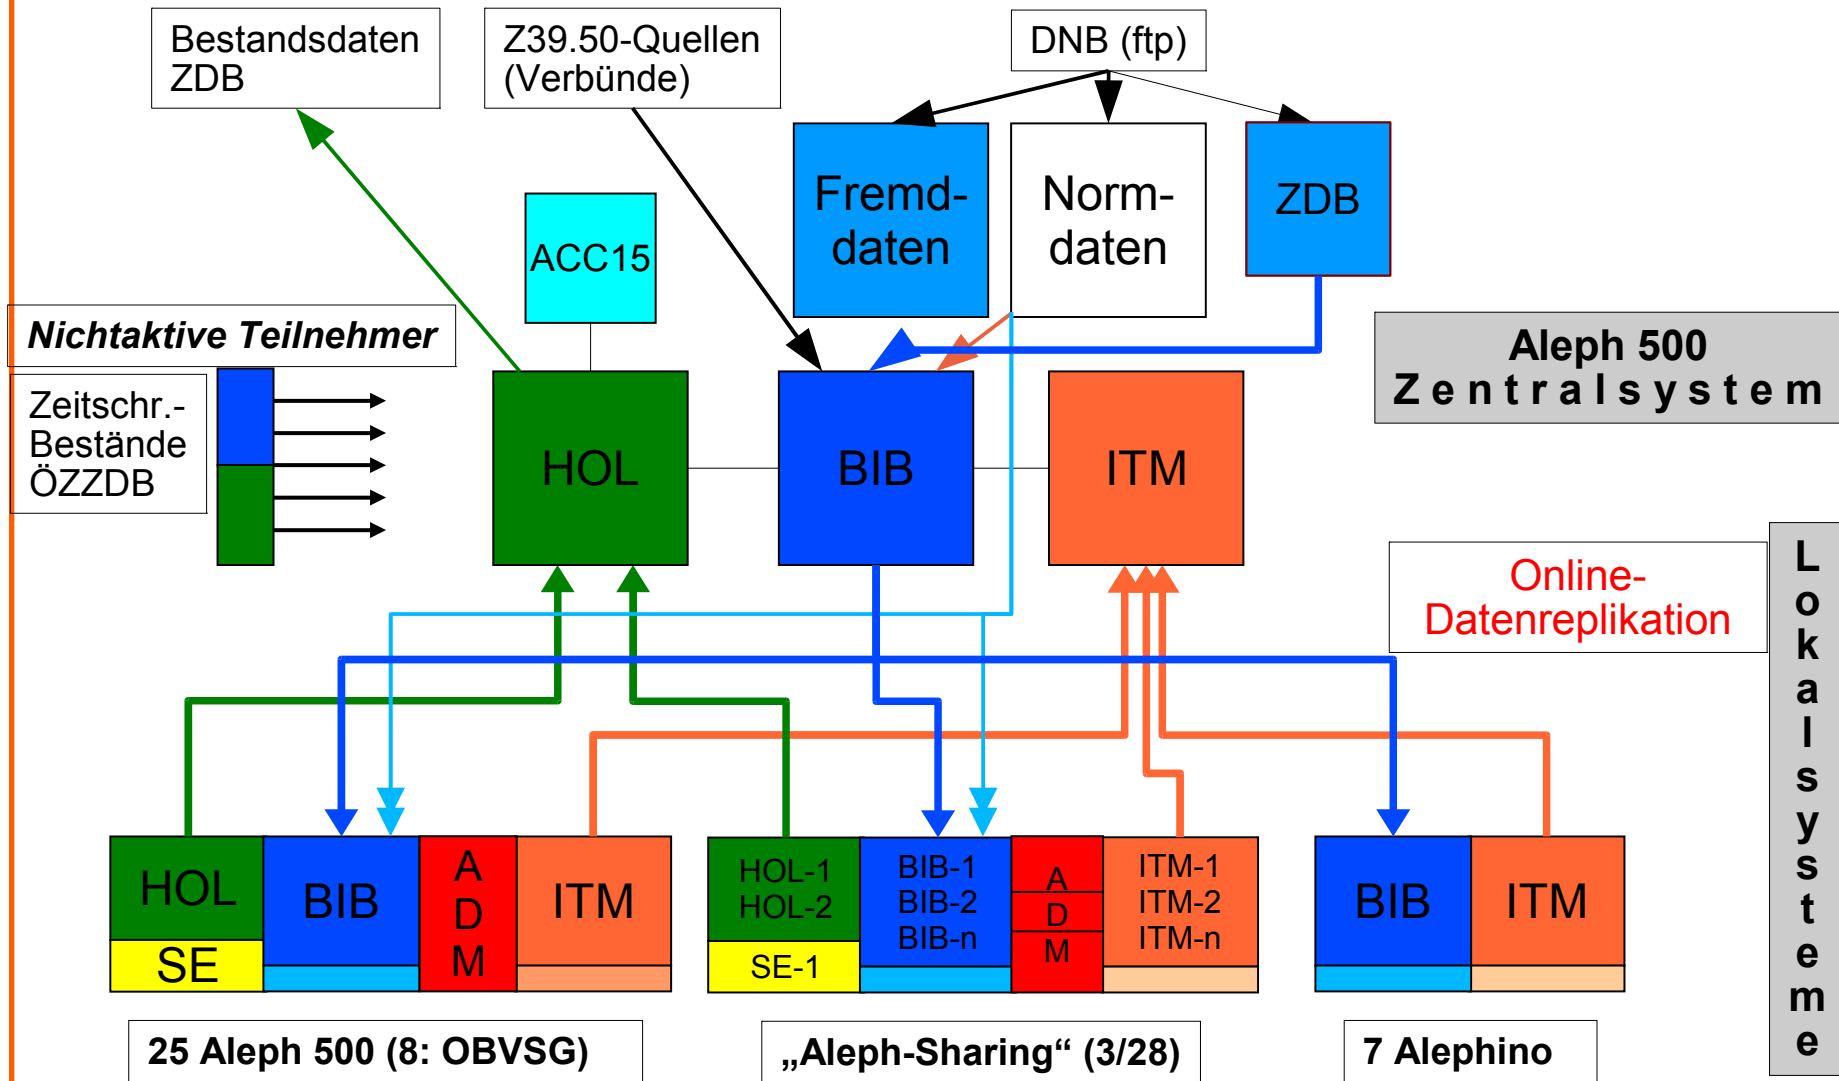 Bestandsdaten
ZDB
Z39.50-Quellen
(Verbünde)
DNB (ftp)
Fremd-
daten
Norm-
daten
ZDB
ACC15
Nichtaktive Teilnehmer
Zeitschr.-
Bestände
ÖZZDB
Aleph 500
Zentralsystem
HOL
BIB
ITM
Online-
Datenreplikation
Lokalsysteme
HOL
SE
BIB
ADM
ITM
HOL-1
HOL-2
SE-1
BIB-1
BIB-2
BIB-n
A
D
M
ITM-1
ITM-2
ITM-n
BIB
ITM
25 Aleph 500 (8: OBVSG)
„Aleph-Sharing“ (3/28)
7 Alephino